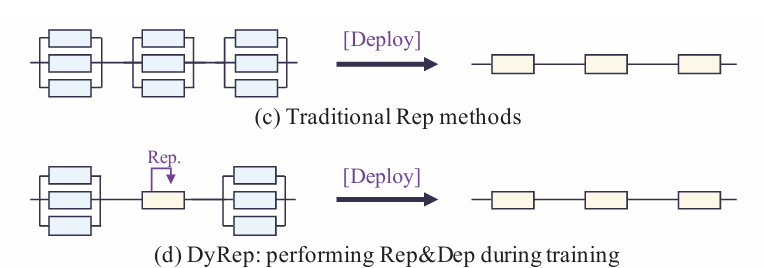 [Deploy]
(c) Traditional Rep methods
Rep.
[Deploy]
(d) DyRep: performing Rep&Dep during training